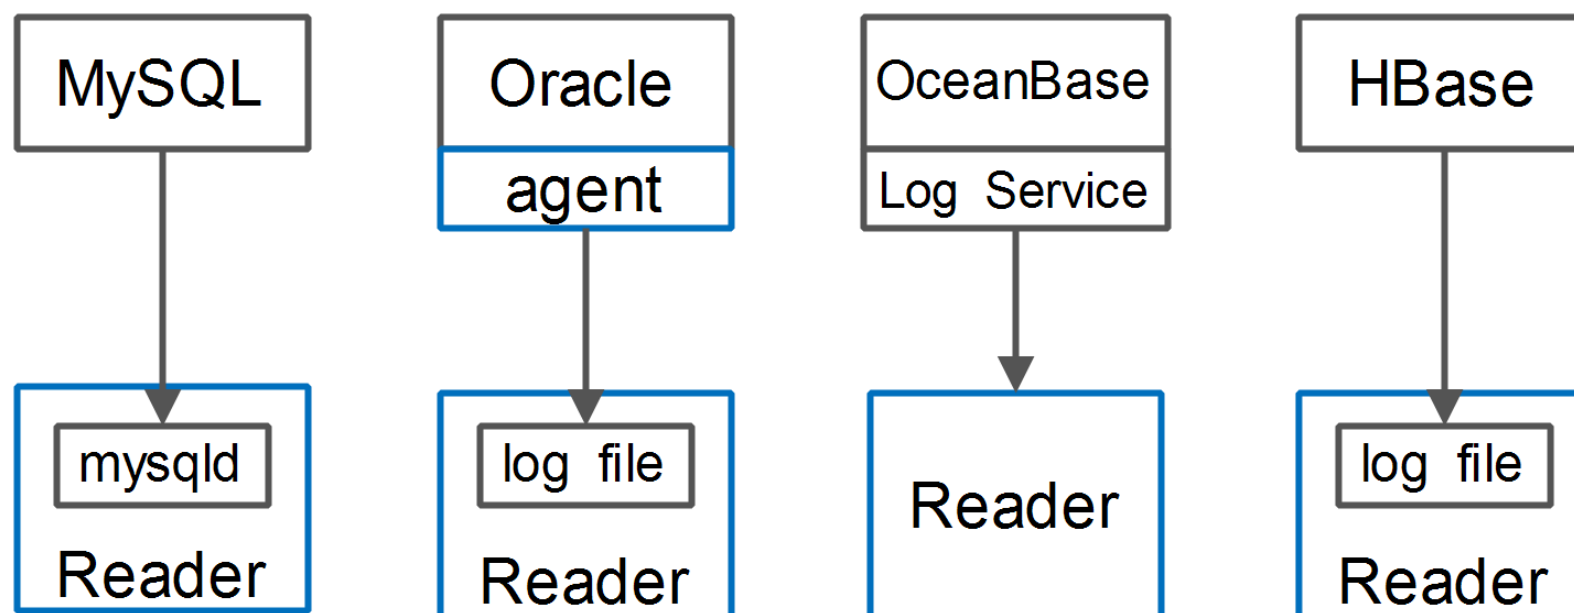 MySQL
Oracle
OceanBase
HBase
agent
Log Service
mysqld
log file
log file
Reader
Reader
Reader
Reader